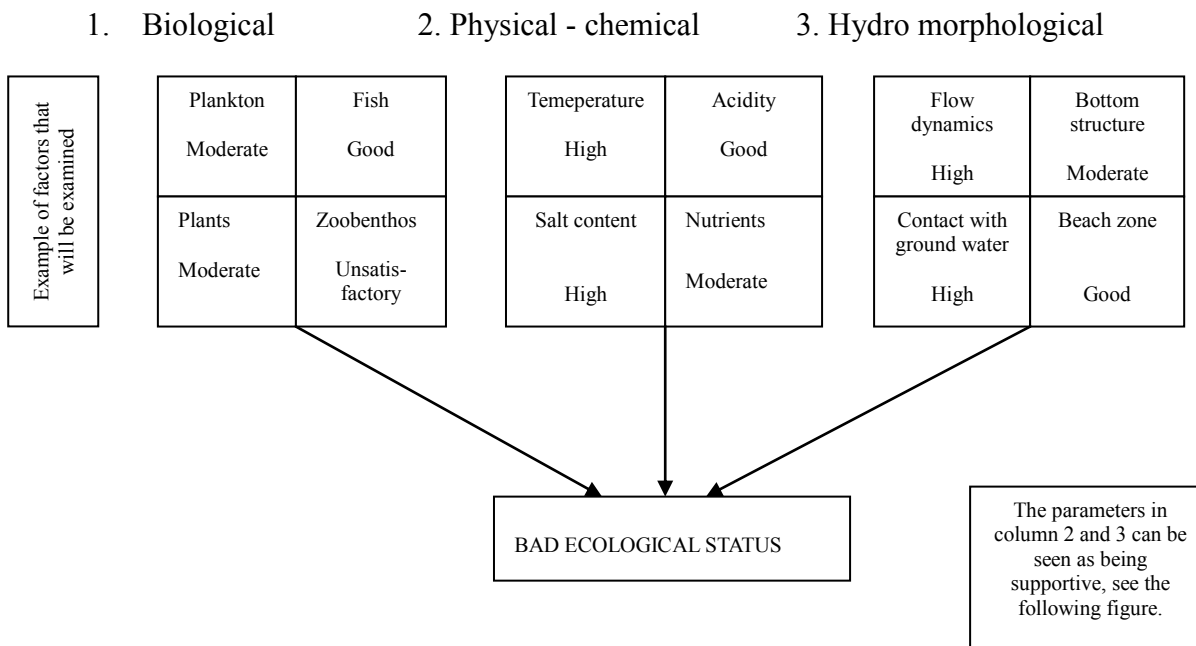 1. Biological
2. Physical - chemical
3. Hydro morphological
Example of factors that
will be examined
Plankton
Moderate
Fish
Good
Plants
Moderate
Zoobenthos
Unsatis-
factory
Temeperature
High
Acidity
Good
Salt content
High
Nutrients
Moderate
Flow
dynamics
High
Bottom
structure
Moderate
Contact with
ground water
High
Beach zone
Good
BAD ECOLOGICAL STATUS
The parameters in
column 2 and 3 can be
seen as being
supportive, see the
following figure.